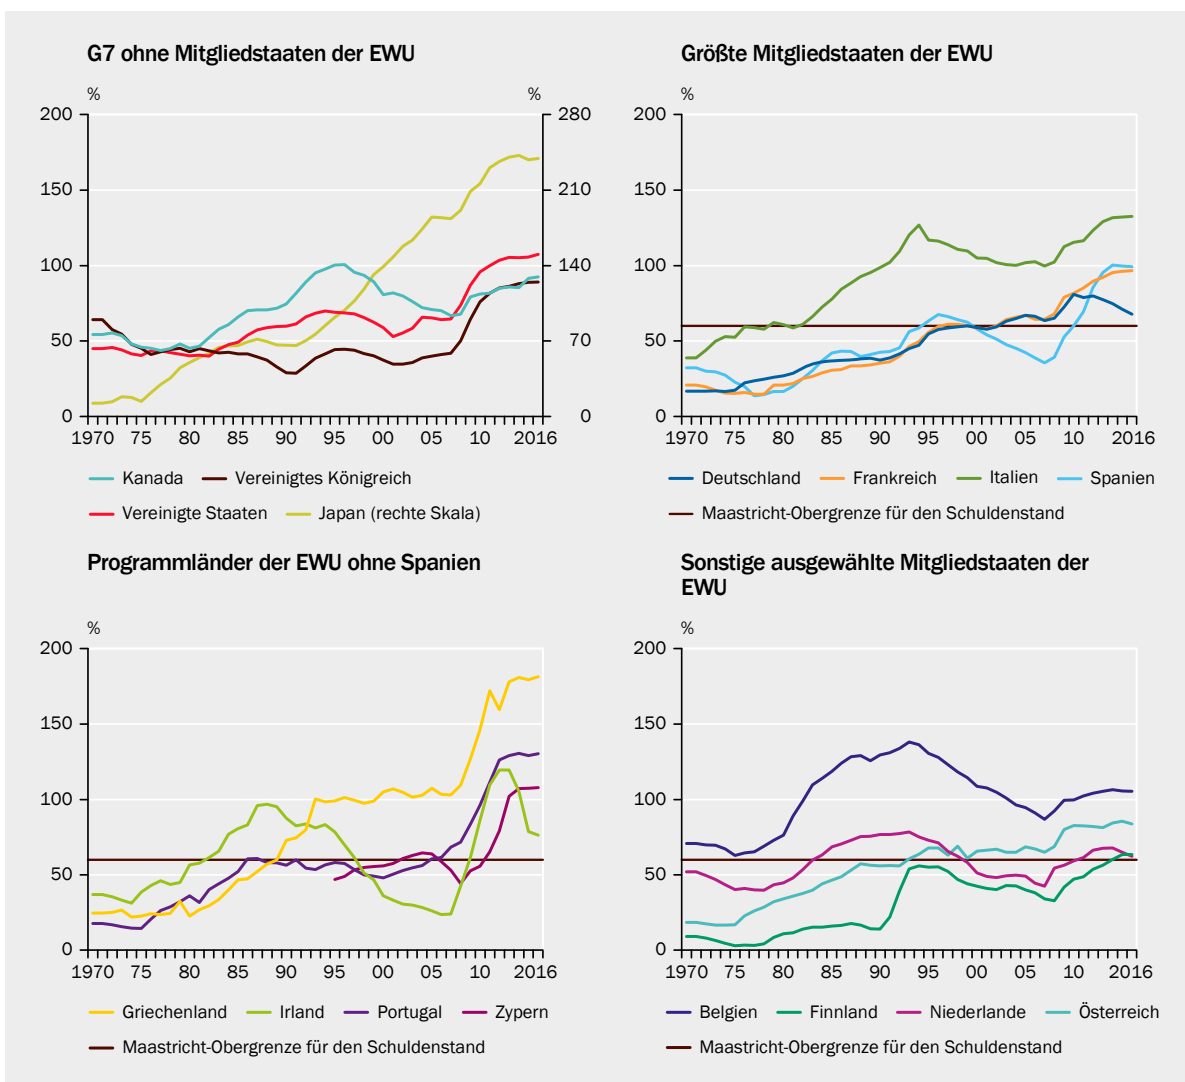 G7 ohne Mitgliedstaaten der EWU
% %
200 280
150 210
100 140
50 70
0 0
1970 75 80 85 90 95 00 05 10 2016
Kanada Vereinigtes Königreich
Vereinigte Staaten Japan (rechte Skala)
Größte Mitgliedstaaten der EWU
%
200
150
100
50
0
1970 75 80 85 90 95 00 05 10 2016
Deutschland Frankreich Italien Spanien
Maastricht-Obergrenze für den Schuldenstand
Programmländer der EWU ohne Spanien
%
200
150
100
50
0
1970 75 80 85 90 95 00 05 10 2016
Griechenland Irland Portugal Zypern
Maastricht-Obergrenze für den Schuldenstand
Sonstige ausgewählte Mitgliedstaaten der
EWU
%
200
150
100
50
0
1970 75 80 85 90 95 00 05 10 2016
Belgien Finnland Niederlande Österreich
Maastricht-Obergrenze für den Schuldenstand